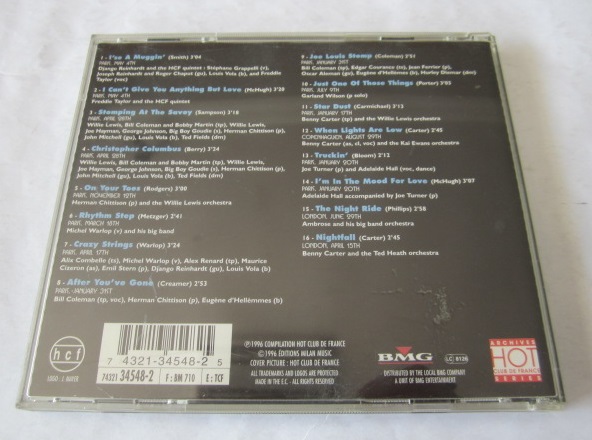 1 - I'se A Muggin' (Smith) 3'04
PARIS, MAY 4TH
Django Reinhardt and the HCF quintet : Stéphane Grappelli (v),
Joseph Reinhardt and Roger Chaput (gu), Louis Vola (b), and Freddie
Taylor (voc)
2 - I Can't Give You Anything But Love (McHugh) 3'20
PARIS, MAY 4TH
Freddie Taylor and the HCF quintet
3 - Stomping At The Savoy (Sampson) 3'18
PARIS, APRIL 28TH
Willie Lewis, Bill Coleman and Bobby Martin (tp), Willie Lewis,
Joe Hayman, George Johnson, Big Boy Goudie (s), Herman Chittison (p),
John Mitchell (gu), Louis Vola (b), Ted Fields (dm)
4 - Christopher Columbus (Berry) 3'24
PARIS, APRIL 28TH
Willie Lewis, Bill Coleman and Bobby Martin (tp), Willie Lewis,
Joe Hayman, George Johnson, Big Boy Goudie (s), Herman Chittison (p),
John Mitchell (gu), Louis Vola (b), Ted Fields (dm)
5 - On Your Toes (Rodgers) 3'00
PARIS, NOVEMBER 12TH
Herman Chittison (p) and the Willie Lewis orchestra
6 - Rhythm Step (Metzger) 2'41
PARIS, MARCH 18TH
Michel Warlop (v) and his big band
7 - Crazy Strings (Warlop) 3'24
PARIS, APRIL 17TH
Alix Combelle (ts), Michel Warlop (v), Alex Renard (tp), Maurice
Cizeron (as), Emil Stern (p), Django Reinhardt (gu), Louis Vola (b)
8 - After You've Gone (Creamer) 2'53
PARIS, JANUARY 31ST
Bill Coleman (tp, voc), Herman Chittison (p), Eugène d'Hellèmmes (b)
9 - Joe Louis Stomp (Coleman) 2'51
PARIS, JANUARY 31ST
Bill Coleman (tp), Edgar Courance (ts), Jean Ferrier (p),
Oscar Aleman (gu), Eugène d'Hellèmes (b), Hurley Diemer (dm)
10 - Just One Of Those Things (Porter) 2'53
PARIS, JULY 9TH
Garland Wilson (p solo)
11 - Star Dust (Carmichael) 3'13
PARIS, JANUARY 17TH
Benny Carter (tp) and the Willie Lewis orchestra
12 - When Lights Are Low (Carter) 2'45
COPENHAGUEN, AUGUST 29TH
Benny Carter (as, cl, voc) and the Kai Ewans orchestra
13 - Truckin' (Bloom) 3'13
PARIS, JANUARY 20TH
Joe Turner (p) and Adelaide Hall (voc, dance)
14 - I'm In The Mood For Love (McHugh) 3'07
PARIS, JANUARY 20TH
Adelaide Hall accompanied by Joe Turner (p)
15 - The Night Ride (Phillips) 2'58
LONDON, JUNE 29TH
Ambrose and his big band orchestra
16 - Nightfall (Carter) 3'45
LONDON, APRIL 15TH
Benny Carter and the Ted Heath orchestra
hcf
7 4321-34548-2 5
74321 34548-2
F : BM 710
E : TCF
℗1996 COMPILATION HOT CLUB DE FRANCE
©1996 ÉDITIONS MILAN MUSIC
COVER PICTURE : HOT CLUB DE FRANCE
ALL TRADEMARKS AND LOGOS ARE PROTECTED
MADE IN THE E.C. - ALL RIGHTS RESERVED
BMG
LC 8126
DISTRIBUTED BY THE LOCAL BMG COMPANY
A UNIT OF BMG ENTERTAINMENT
ARCHIVES
HOT
CLUB DE FRANCE
SERIES